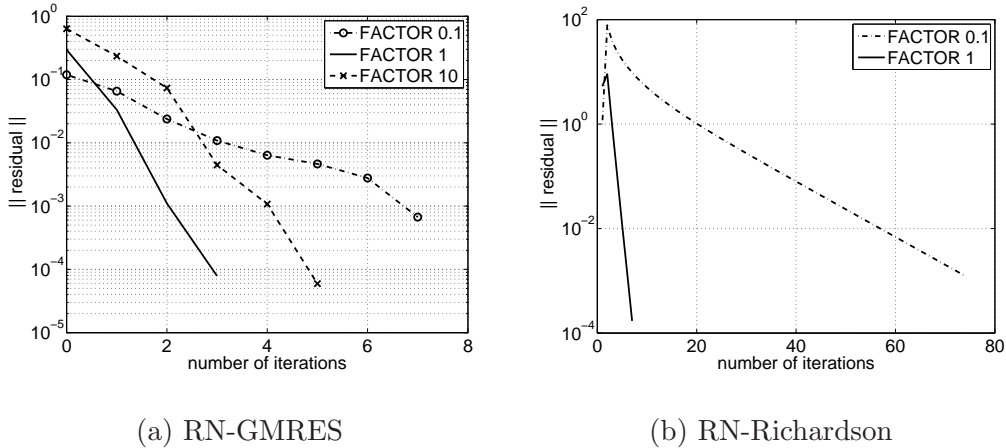 10^0
10^-1
10^-2
10^-3
10^-4
10^-5
|| residual ||
0 2 4 6 8
number of iterations
FACTOR 0.1
FACTOR 1
FACTOR 10
(a) RN-GMRES
10^2
10^0
10^-2
10^-4
|| residual ||
0 20 40 60 80
number of iterations
FACTOR 0.1
FACTOR 1
(b) RN-Richardson